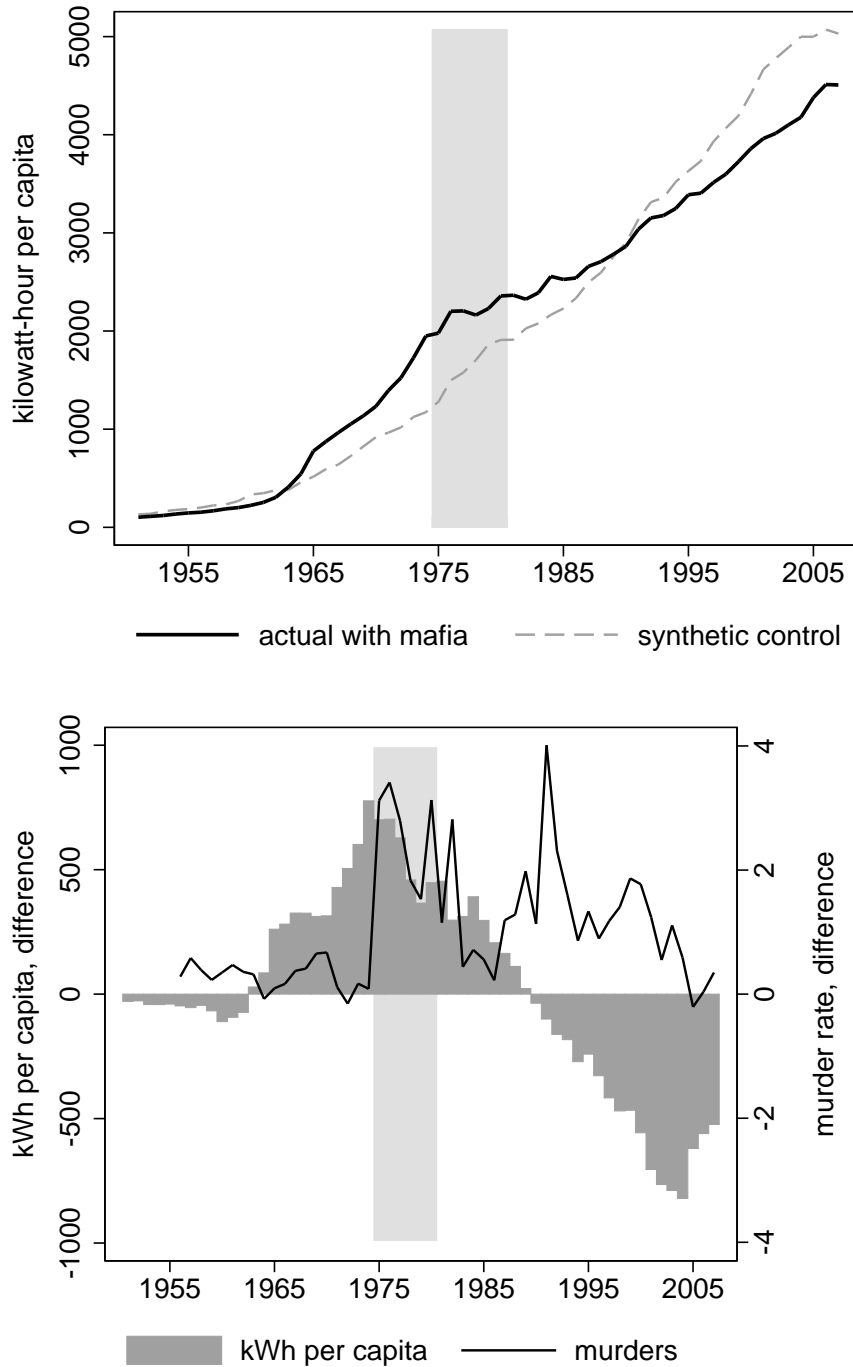 kilowatt-hour per capita
5000
4000
3000
2000
1000
0
1955 1965 1975 1985 1995 2005
actual with mafia synthetic control
kWh per capita, difference
1000
500
0
-500
-1000
murder rate, difference
4
2
0
-2
-4
1955 1965 1975 1985 1995 2005
kWh per capita murders